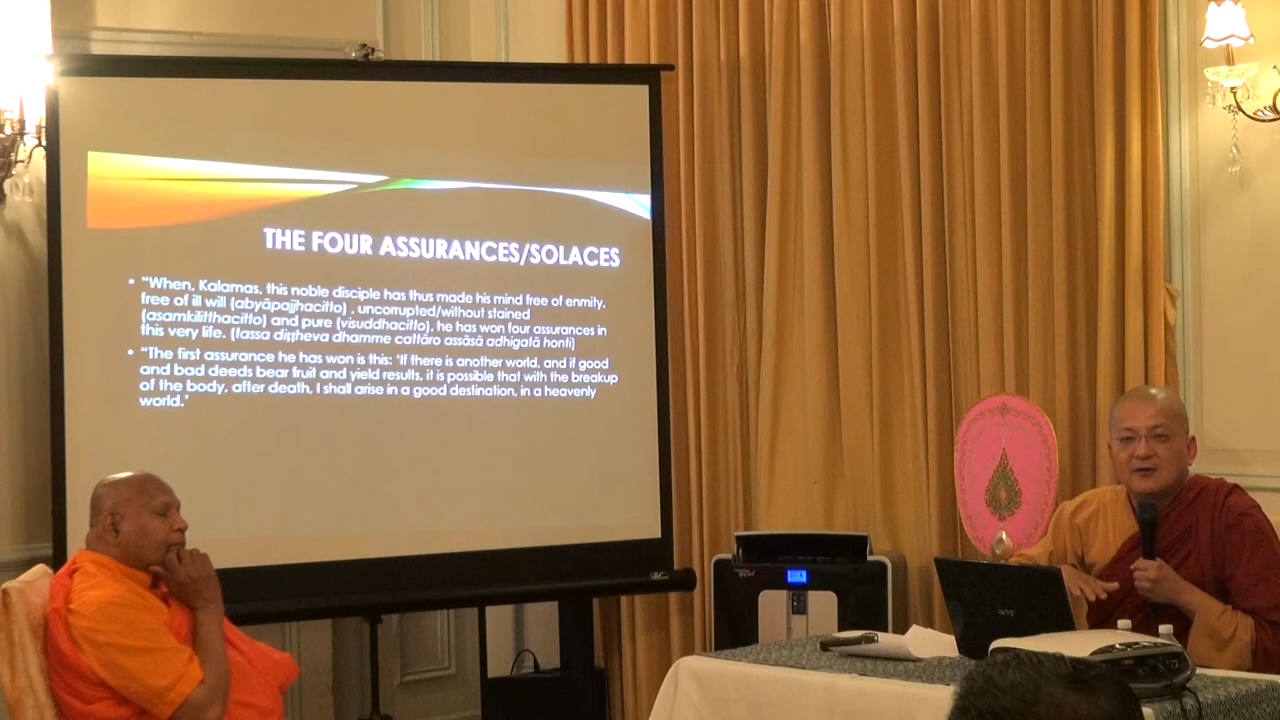 THE FOUR ASSURANCES/SOLACES
• “When, Kalamas, this noble disciple has thus made his mind free of enmity,
free of ill will (abyāpajjhacitto) , uncorrupted/without stained
(asamkilitthacitto) and pure (visuddhacitto), he has won four assurances in
this very life. (tassa diṭṭheva dhamme cattāro assāsā adhigatā honti)
• “The first assurance he has won is this: ‘If there is another world, and if good
and bad deeds bear fruit and yield results, it is possible that with the breakup
of the body, after death, I shall arise in a good destination, in a heavenly
world.’
acer